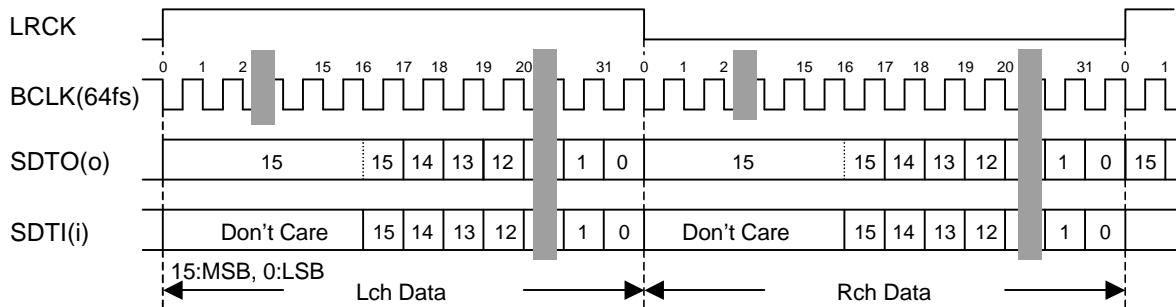 LRCK
0 1 2 15 16 17 18 19 20 31 0 1 2 15 16 17 18 19 20 31 0 1
BCLK(64fs)
SDTO(o) 15 15 14 13 12 1 0 15 15 14 13 12 1 0 15
SDTI(i) Don't Care 15 14 13 12 1 0 Don't Care 15 14 13 12 1 0
15:MSB, 0:LSB
Lch Data Rch Data